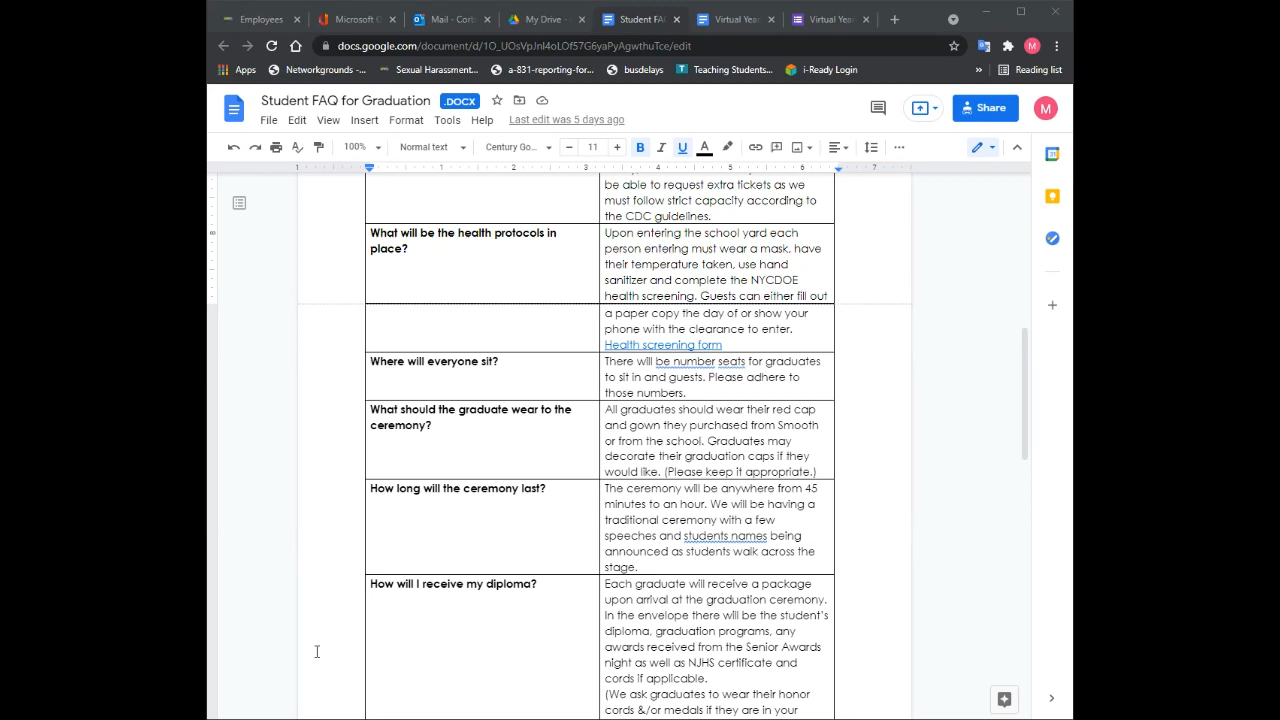 Employees
Microsoft O
Mail - Corb
My Drive -
Student FAQ
Virtual Year
Virtual Year
docs.google.com/document/d/1O_UOsVpJnl4oLOf57G6yaPyAgwthuTce/edit
M
Apps
Networkgrounds -...
Sexual Harassment...
a-831-reporting-for...
busdelays
Teaching Students...
i-Ready Login
Reading list
Student FAQ for Graduation
.DOCX
Share
M
File Edit View Insert Format Tools Help Last edit was 5 days ago
100% Normal text Century Go... 11 B I U A
1 1 2 3 4 5 6 7
be able to request extra tickets as we
must follow strict capacity according to
the CDC guidelines.
What will be the health protocols in
place?
Upon entering the school yard each
person entering must wear a mask, have
their temperature taken, use hand
sanitizer and complete the NYCDOE
health screening. Guests can either fill out
a paper copy the day of or show your
phone with the clearance to enter.
Health screening form
Where will everyone sit?
There will be number seats for graduates
to sit in and guests. Please adhere to
those numbers.
What should the graduate wear to the
ceremony?
All graduates should wear their red cap
and gown they purchased from Smooth
or from the school. Graduates may
decorate their graduation caps if they
would like. (Please keep it appropriate.)
How long will the ceremony last?
The ceremony will be anywhere from 45
minutes to an hour. We will be having a
traditional ceremony with a few
speeches and students names being
announced as students walk across the
stage.
How will I receive my diploma?
Each graduate will receive a package
upon arrival at the graduation ceremony.
In the envelope there will be the student's
diploma, graduation programs, any
awards received from the Senior Awards
night as well as NJHS certificate and
cords if applicable.
(We ask graduates to wear their honor
cords &/or medals if they are in your